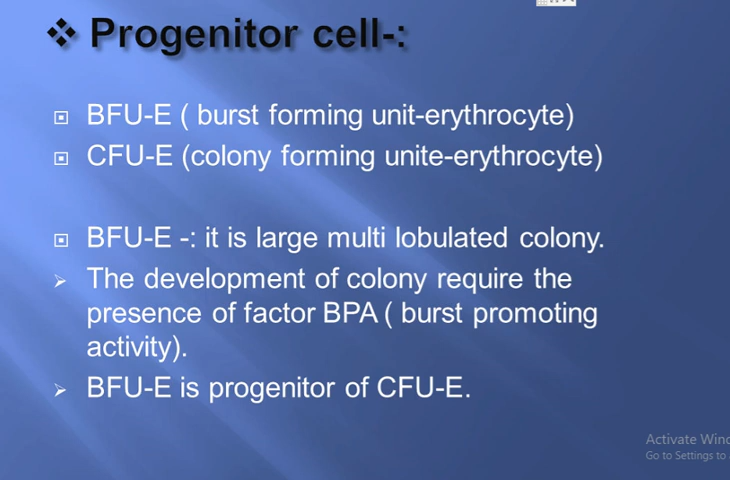 Progenitor cell-:
BFU-E ( burst forming unit-erythrocyte)
CFU-E (colony forming unite-erythrocyte)
BFU-E -: it is large multi lobulated colony.
The development of colony require the
presence of factor BPA ( burst promoting
activity).
BFU-E is progenitor of CFU-E.
Activate
Go to Settings to